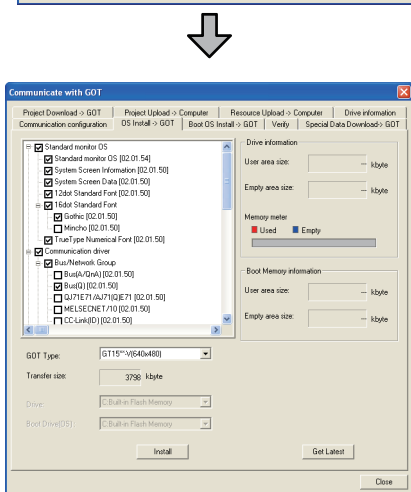 Communicate with GOT
Project Download -> GOT
Project Upload -> Computer
Resource Upload -> Computer
Drive information
Communication configuration
OS Install -> GOT
Boot OS Install -> GOT
Verify
Special Data Download-> GOT
Standard monitor OS
Standard monitor OS [02.01.54]
System Screen Information [02.01.50]
System Screen Data [02.01.50]
12dot Standard Font [02.01.50]
16dot Standard Font
Gothic [02.01.50]
Mincho [02.01.50]
TrueType Numerical Font [02.01.50]
Communication driver
Bus/Network Group
Bus(A/QnA) [02.01.50]
Bus(Q) [02.01.50]
QJ71E71/AJ71(Q)E71 [02.01.50]
MELSECNET/10 [02.01.50]
CC-Link(ID) [02.01.50]
Drive information
User area size: -- kbyte
Empty area size: -- kbyte
Memory meter
Used Empty
Boot Memory information
User area size: -- kbyte
Empty area size: -- kbyte
GOT Type: GT15**-V(640x480)
Transfer size: 3798 kbyte
Drive: C:Built-in Flash Memory
Boot Drive(OS): C:Built-in Flash Memory
Install
Get Latest
Close